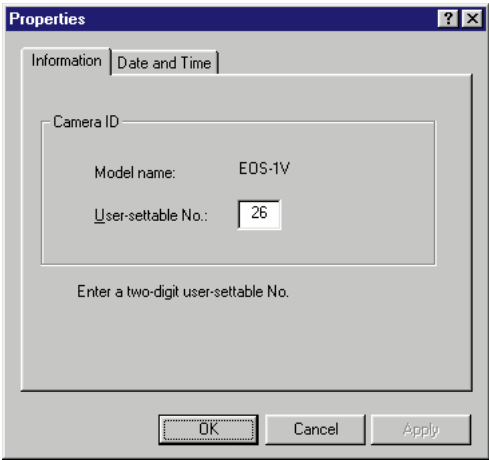 Properties
Information Date and Time
Camera ID
Model name: EOS-1V
User-settable No.: 26
Enter a two-digit user-settable No.
OK Cancel Apply